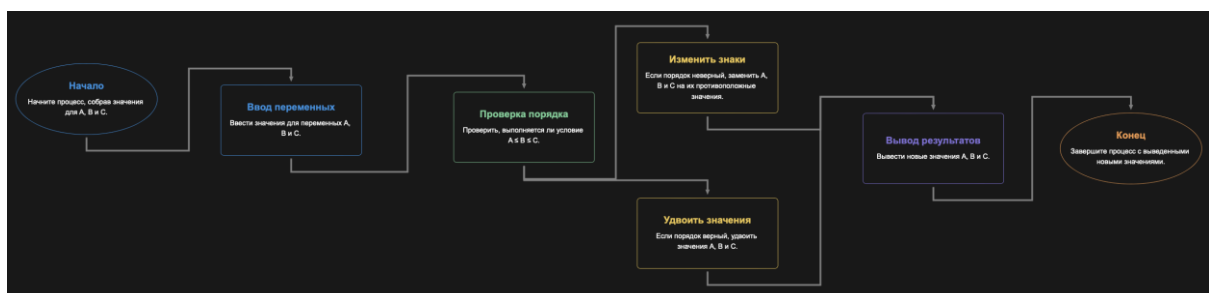 Начало
Начните процесс, собрав значения
для A, B и C.
Ввод переменных
Ввести значения для переменных A,
B и C.
Проверка порядка
Проверить, выполняется ли условие
A ≤ B ≤ C.
Изменить знаки
Если порядок неверный, заменить A,
B и C на их противоположные
значения.
Удвоить значения
Если порядок верный, удвоить
значения A, B и C.
Вывод результатов
Вывести новые значения A, B и C.
Конец
Завершите процесс с выведенными
новыми значениями.